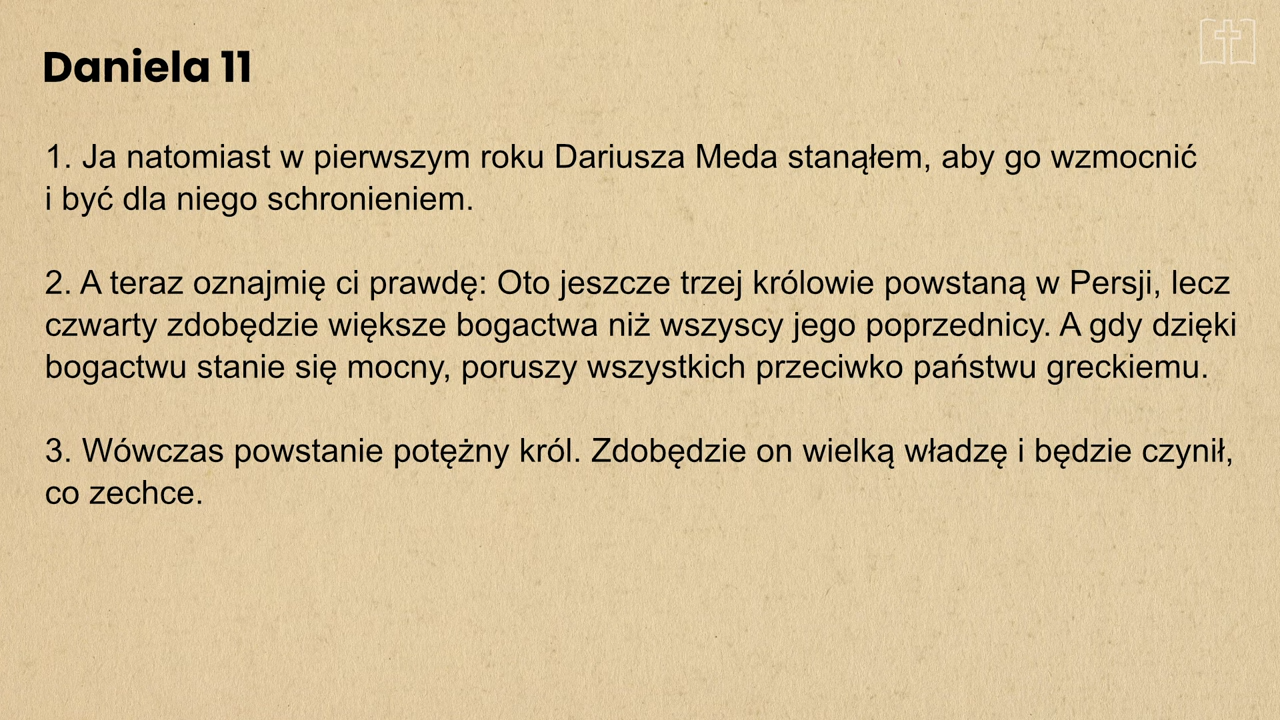 Daniela 11
1. Ja natomiast w pierwszym roku Dariusza Meda stanąłem, aby go wzmocnić
i być dla niego schronieniem.
2. A teraz oznajmię ci prawdę: Oto jeszcze trzej królowie powstaną w Persji, lecz
czwarty zdobędzie większe bogactwa niż wszyscy jego poprzednicy. A gdy dzięki
bogactwu stanie się mocny, poruszy wszystkich przeciwko państwu greckiemu.
3. Wówczas powstanie potężny król. Zdobędzie on wielką władzę i będzie czynił,
co zechce.